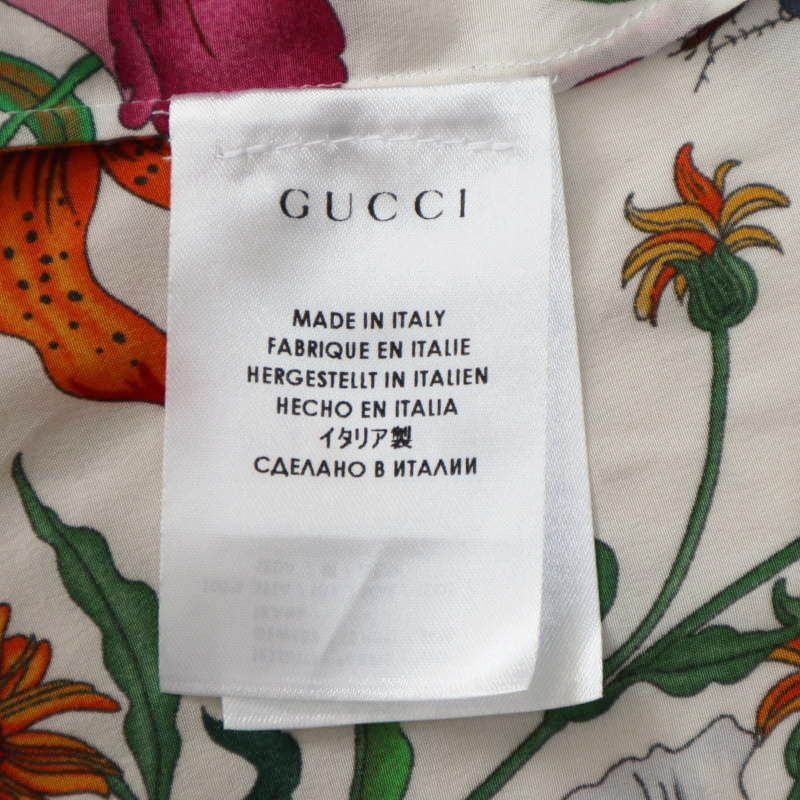 GUCCI
MADE IN ITALY
FABRIQUE EN ITALIE
HERGESTELLT IN ITALIEN
HECHO EN ITALIA
イタリア製
СДЕЛАНО В ИТАЛИИ